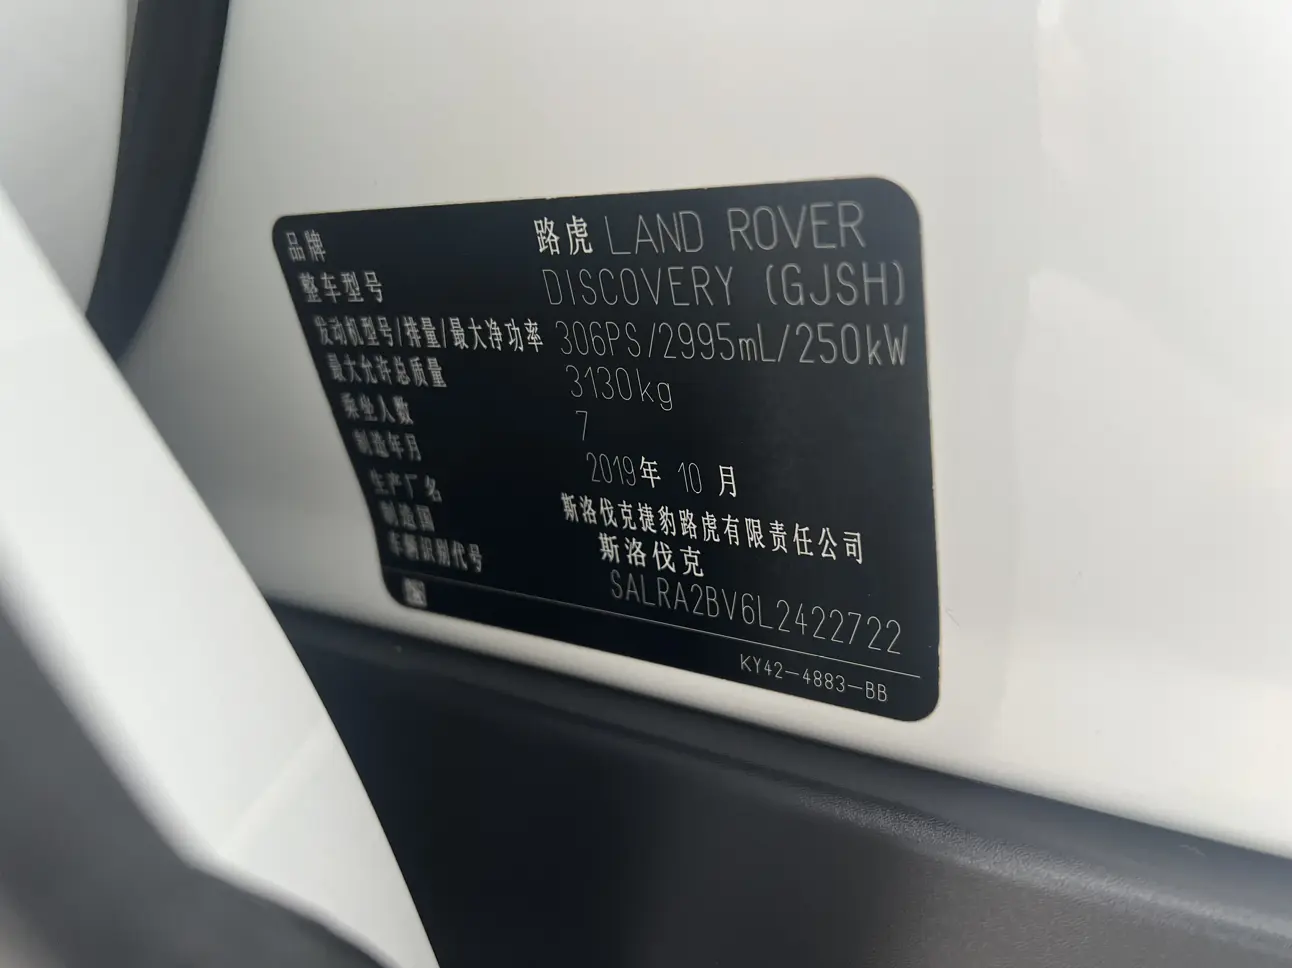 品牌 路虎 LAND ROVER
整车型号 DISCOVERY (GJSH)
发动机型号/排量/最大净功率 306PS/2995mL/250kW
最大允许总质量 3130kg
乘坐人数 7
制造年月 2019年 10 月
生产厂名 斯洛伐克捷豹路虎有限责任公司
制造国 斯洛伐克
车辆识别代号 SALRA2BV6L2422722
KY42-4883-BB